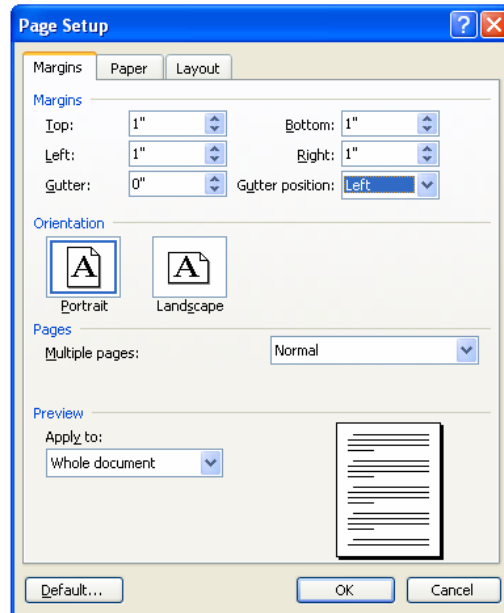 Page Setup
Margins Paper Layout
Margins
Top: 1" Bottom: 1"
Left: 1" Right: 1"
Gutter: 0" Gutter position: Left
Orientation
A A
Portrait Landscape
Pages
Multiple pages: Normal
Preview
Apply to:
Whole document
Default... OK Cancel